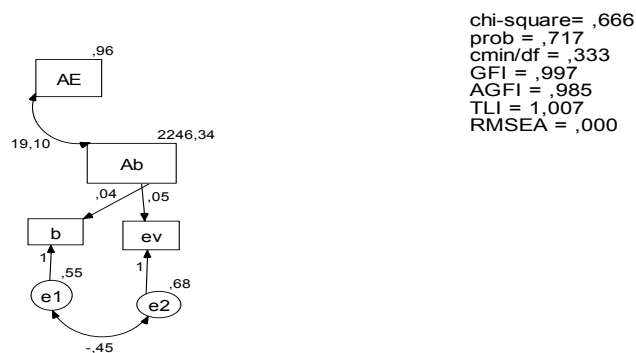 chi-square= ,666
prob = ,717
cmin/df = ,333
GFI = ,997
AGFI = ,985
TLI = 1,007
RMSEA = ,000
,96
AE
19,10
2246,34
Ab
,04
,05
b
ev
1
,55
1
,68
e1
e2
-,45